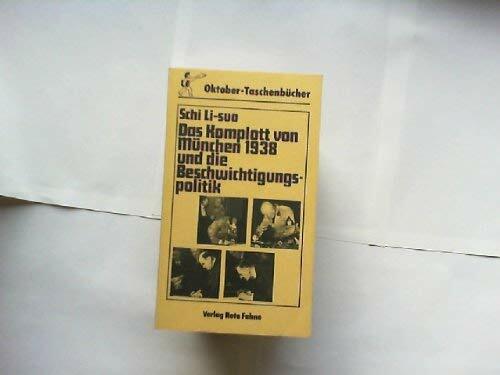 Oktober-Taschenbücher
Schi Li-suo
Das Komplott von
München 1938
und die
Beschwichtigungs-
politik
Verlag Rote Fahne